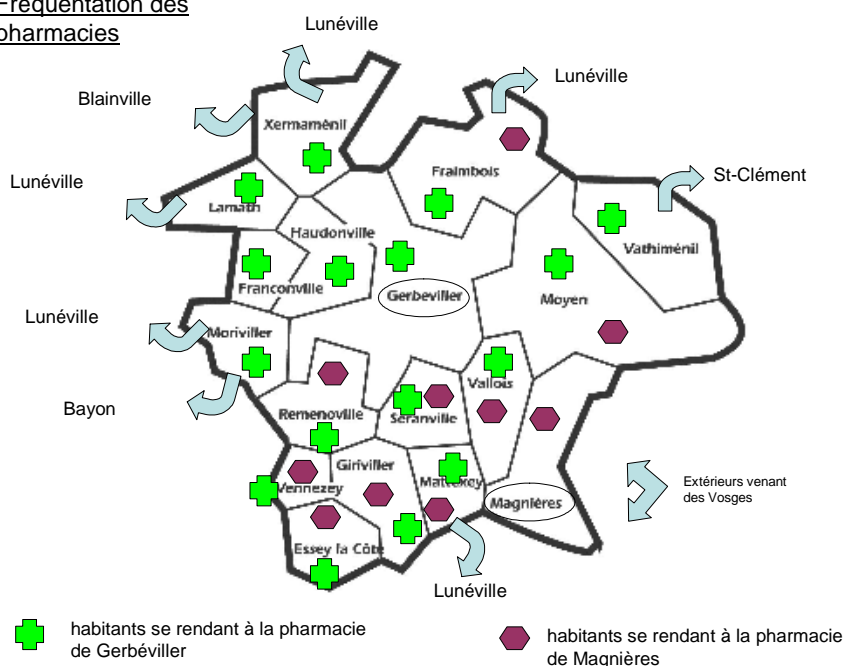 Fréquentation des
pharmacies
Lunéville
Lunéville
Blainville
Xermaménil
Fraimbois
St-Clément
Lunéville
Lamath
Haudonville
Vathiménil
Franconville
Gerbeviller
Moyen
Lunéville
Moriviller
Vallois
Bayon
Remenoville
Seranville
Giriviller
Mattexey
Extérieurs venant
des Vosges
Vennezey
Magnières
Essey la Côte
Lunéville
habitants se rendant à la pharmacie
de Gerbéviller
habitants se rendant à la pharmacie
de Magnières